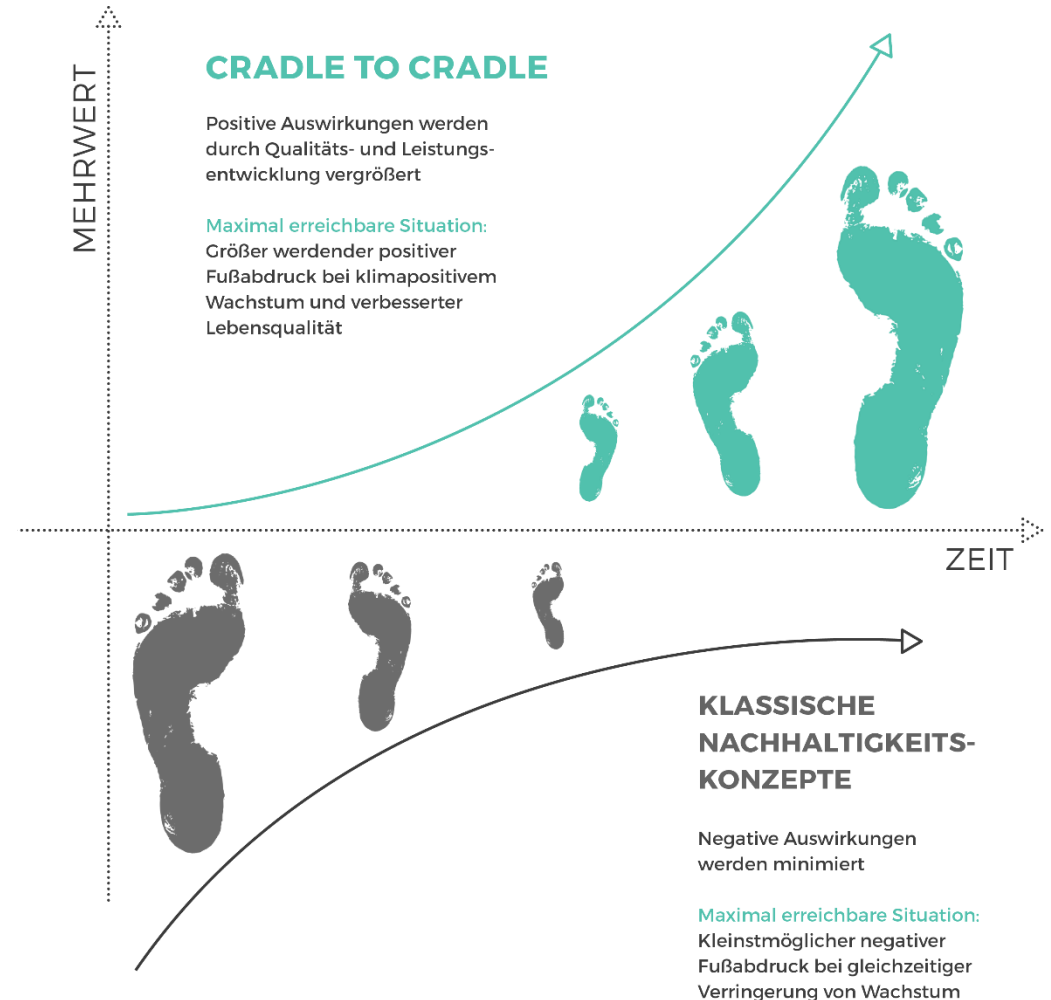 MEHRWERT
CRADLE TO CRADLE
Positive Auswirkungen werden
durch Qualitäts- und Leistungs-
entwicklung vergrößert
Maximal erreichbare Situation:
Größer werdender positiver
Fußabdruck bei klimapositivem
Wachstum und verbesserter
Lebensqualität
ZEIT
KLASSISCHE
NACHHALTIGKEITS-
KONZEPTE
Negative Auswirkungen
werden minimiert
Maximal erreichbare Situation:
Kleinstmöglicher negativer
Fußabdruck bei gleichzeitiger
Verringerung von Wachstum